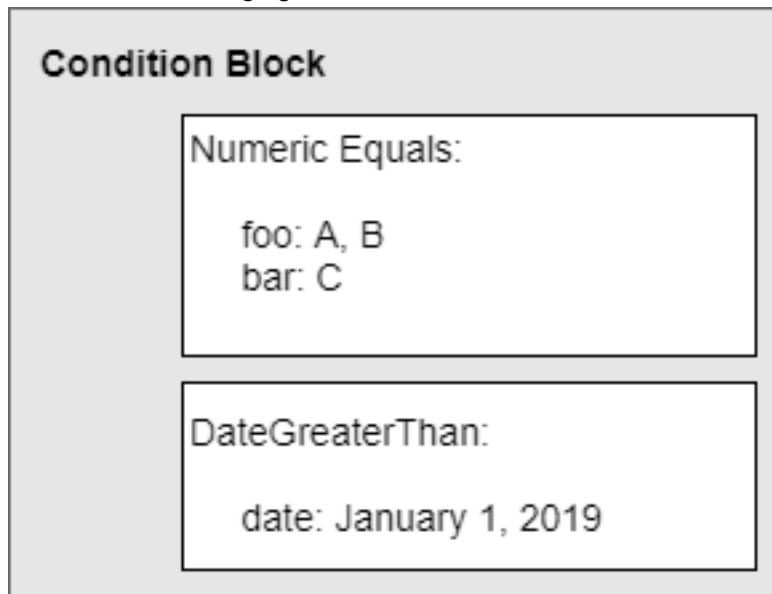 Condition Block
Numeric Equals:
foo: A, B
bar: C
DateGreaterThan:
date: January 1, 2019